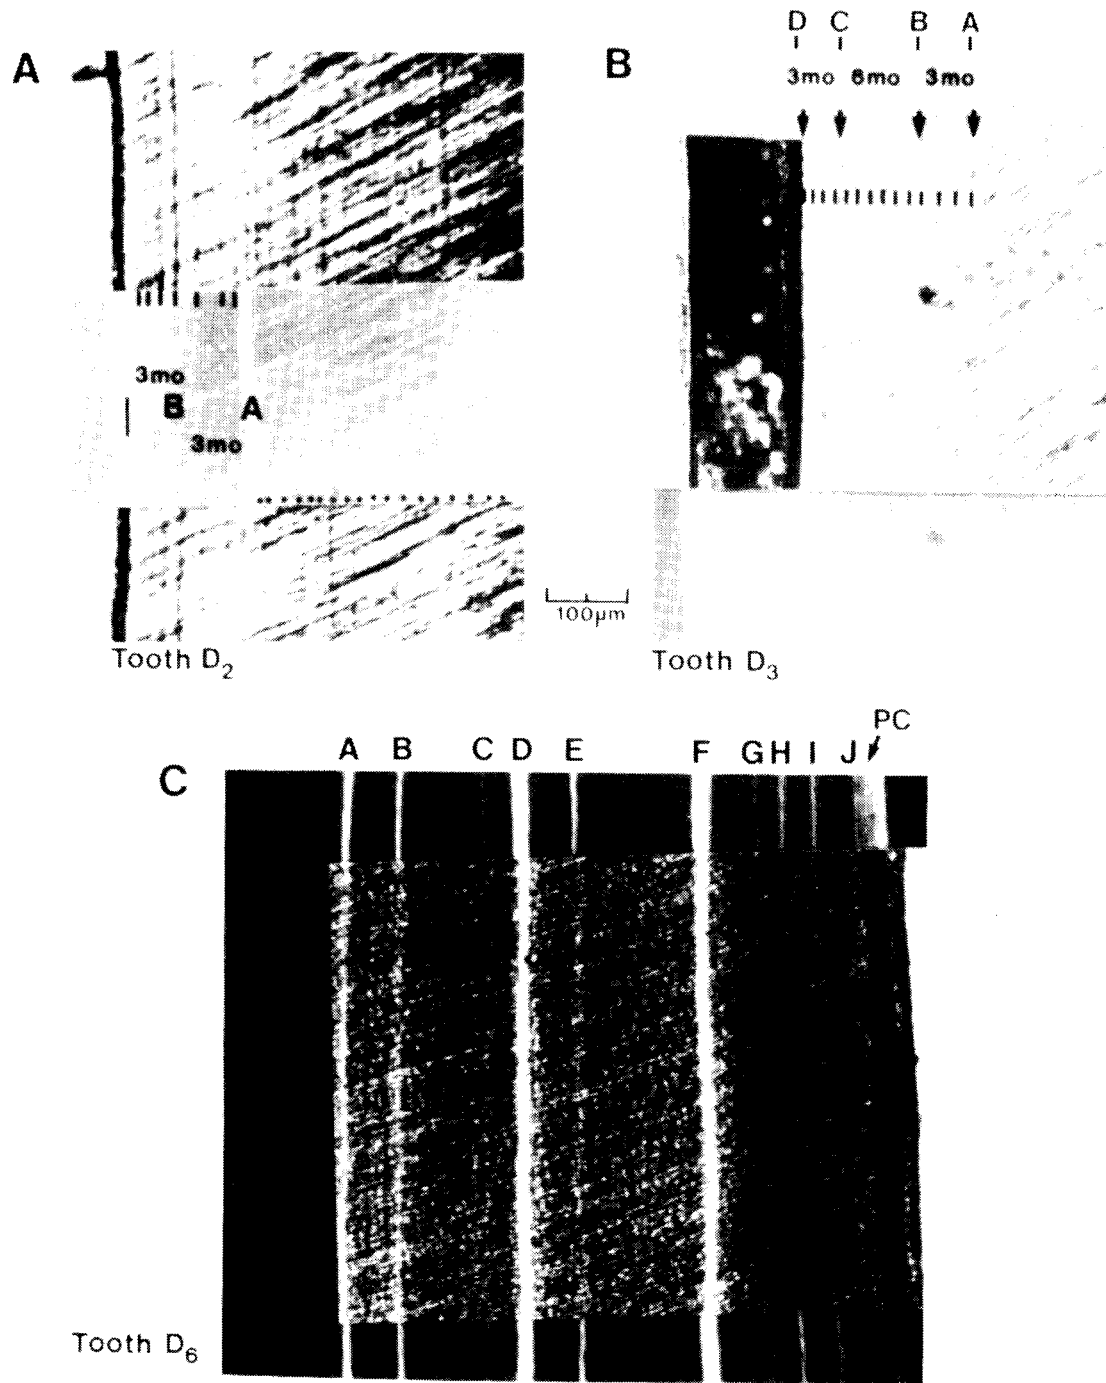 A
3mo
B A
3mo
Tooth D2
100μm
B
D C B A
3mo 6mo 3mo
Tooth D3
C
A B C D E F G H I J PC
Tooth D6